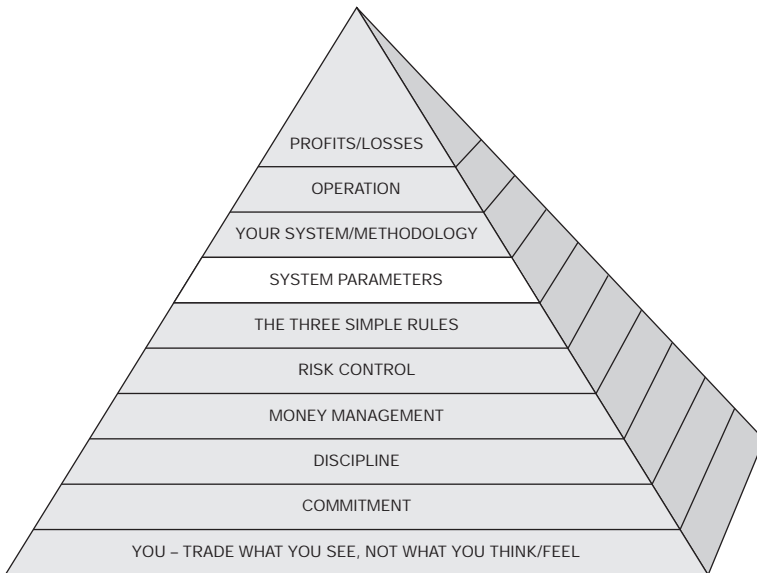 PROFITS/LOSSES
OPERATION
YOUR SYSTEM/METHODOLOGY
SYSTEM PARAMETERS
THE THREE SIMPLE RULES
RISK CONTROL
MONEY MANAGEMENT
DISCIPLINE
COMMITMENT
YOU – TRADE WHAT YOU SEE, NOT WHAT YOU THINK/FEEL